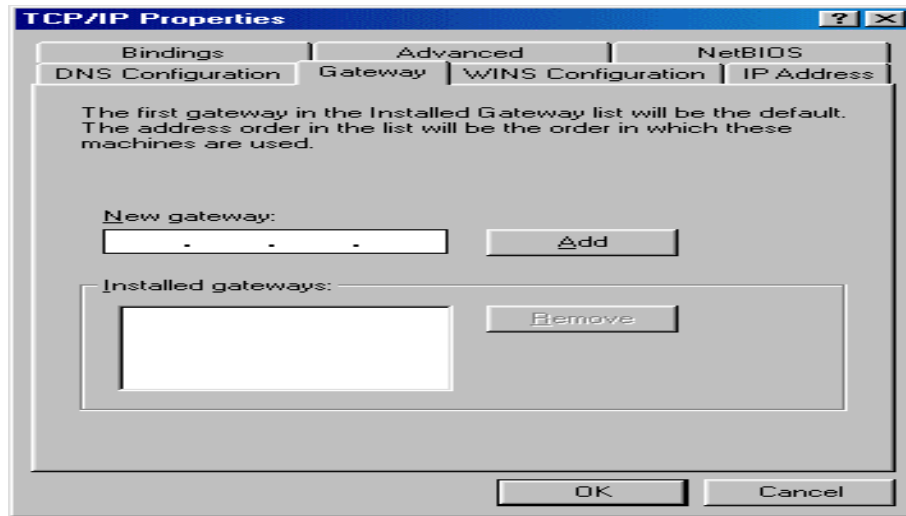 TCP/IP Properties
? X
Bindings Advanced NetBIOS
DNS Configuration Gateway WINS Configuration IP Address
The first gateway in the Installed Gateway list will be the default.
The address order in the list will be the order in which these
machines are used.
New gateway:
. . .
Add
Installed gateways:
Remove
OK Cancel